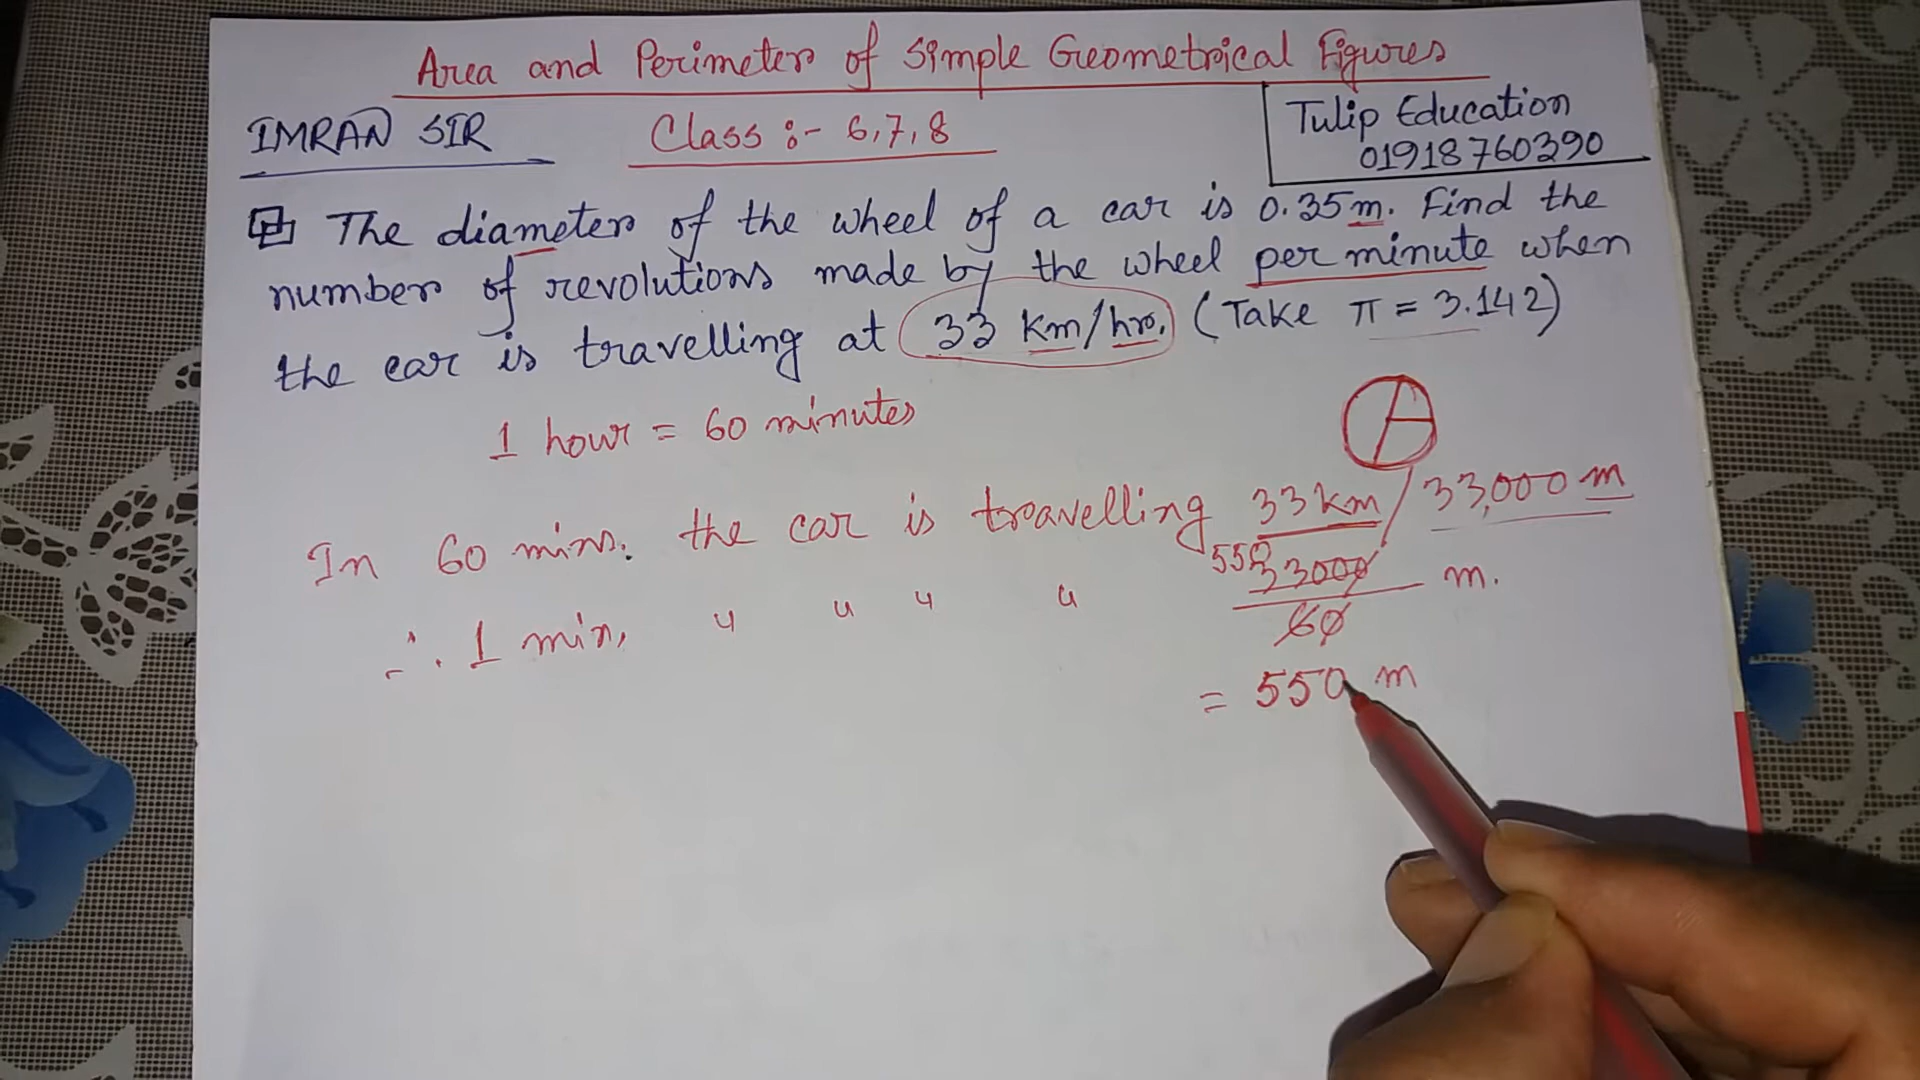 Area and Perimeter of Simple Geometrical Figures
IMRAN SIR
Class :- 6,7,8
Tulip Education
01918760390
The diameter of the wheel of a car is 0.35m. Find the
number of revolutions made by the wheel per minute when
the car is travelling at 33 km/hr. (Take π = 3.142)
1 hour = 60 minutes
In 60 mins. the car is travelling 33 km / 33,000 m
550
∴ 1 min, " " " " 33000/60 m.
= 550 m